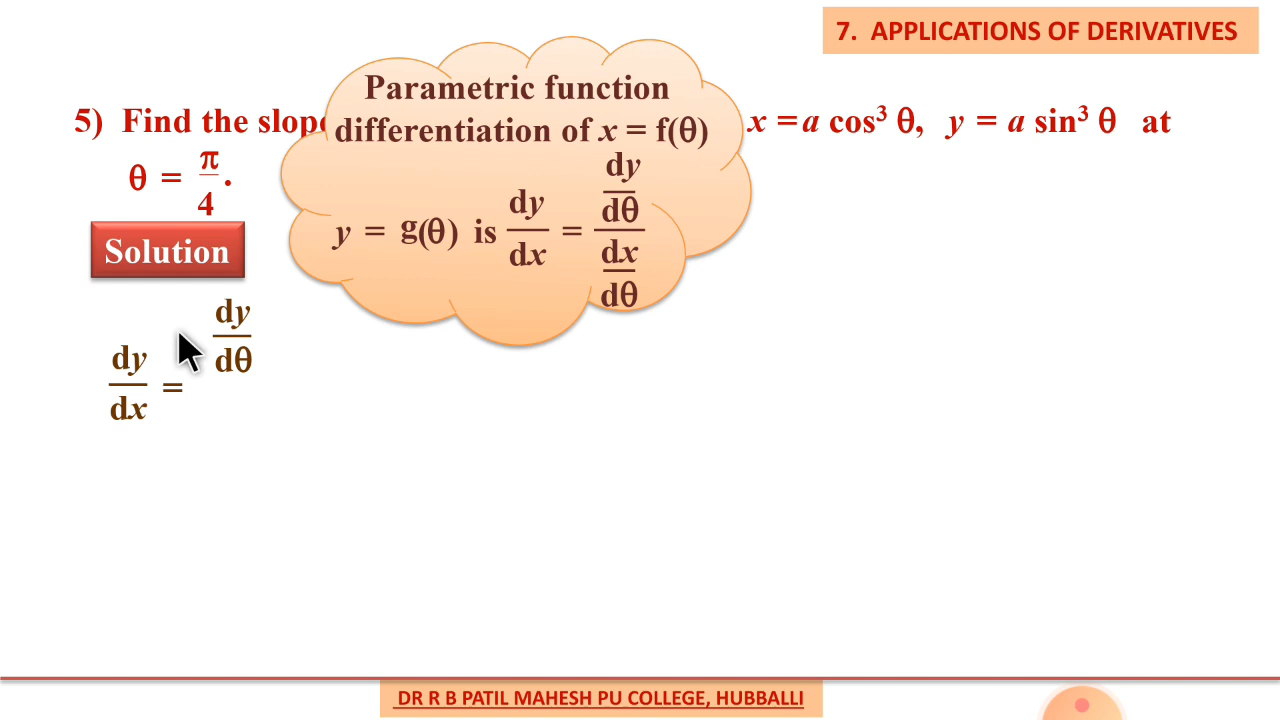 7. APPLICATIONS OF DERIVATIVES
Parametric function
differentiation of x = f(θ)
y = g(θ) is dy/dx = (dy/dθ)/(dx/dθ)
5) Find the x = a cos³ θ, y = a sin³ θ at
θ = π/4.
Solution
dy/dx = dy/dθ
DR R B PATIL MAHESH PU COLLEGE, HUBBALLI